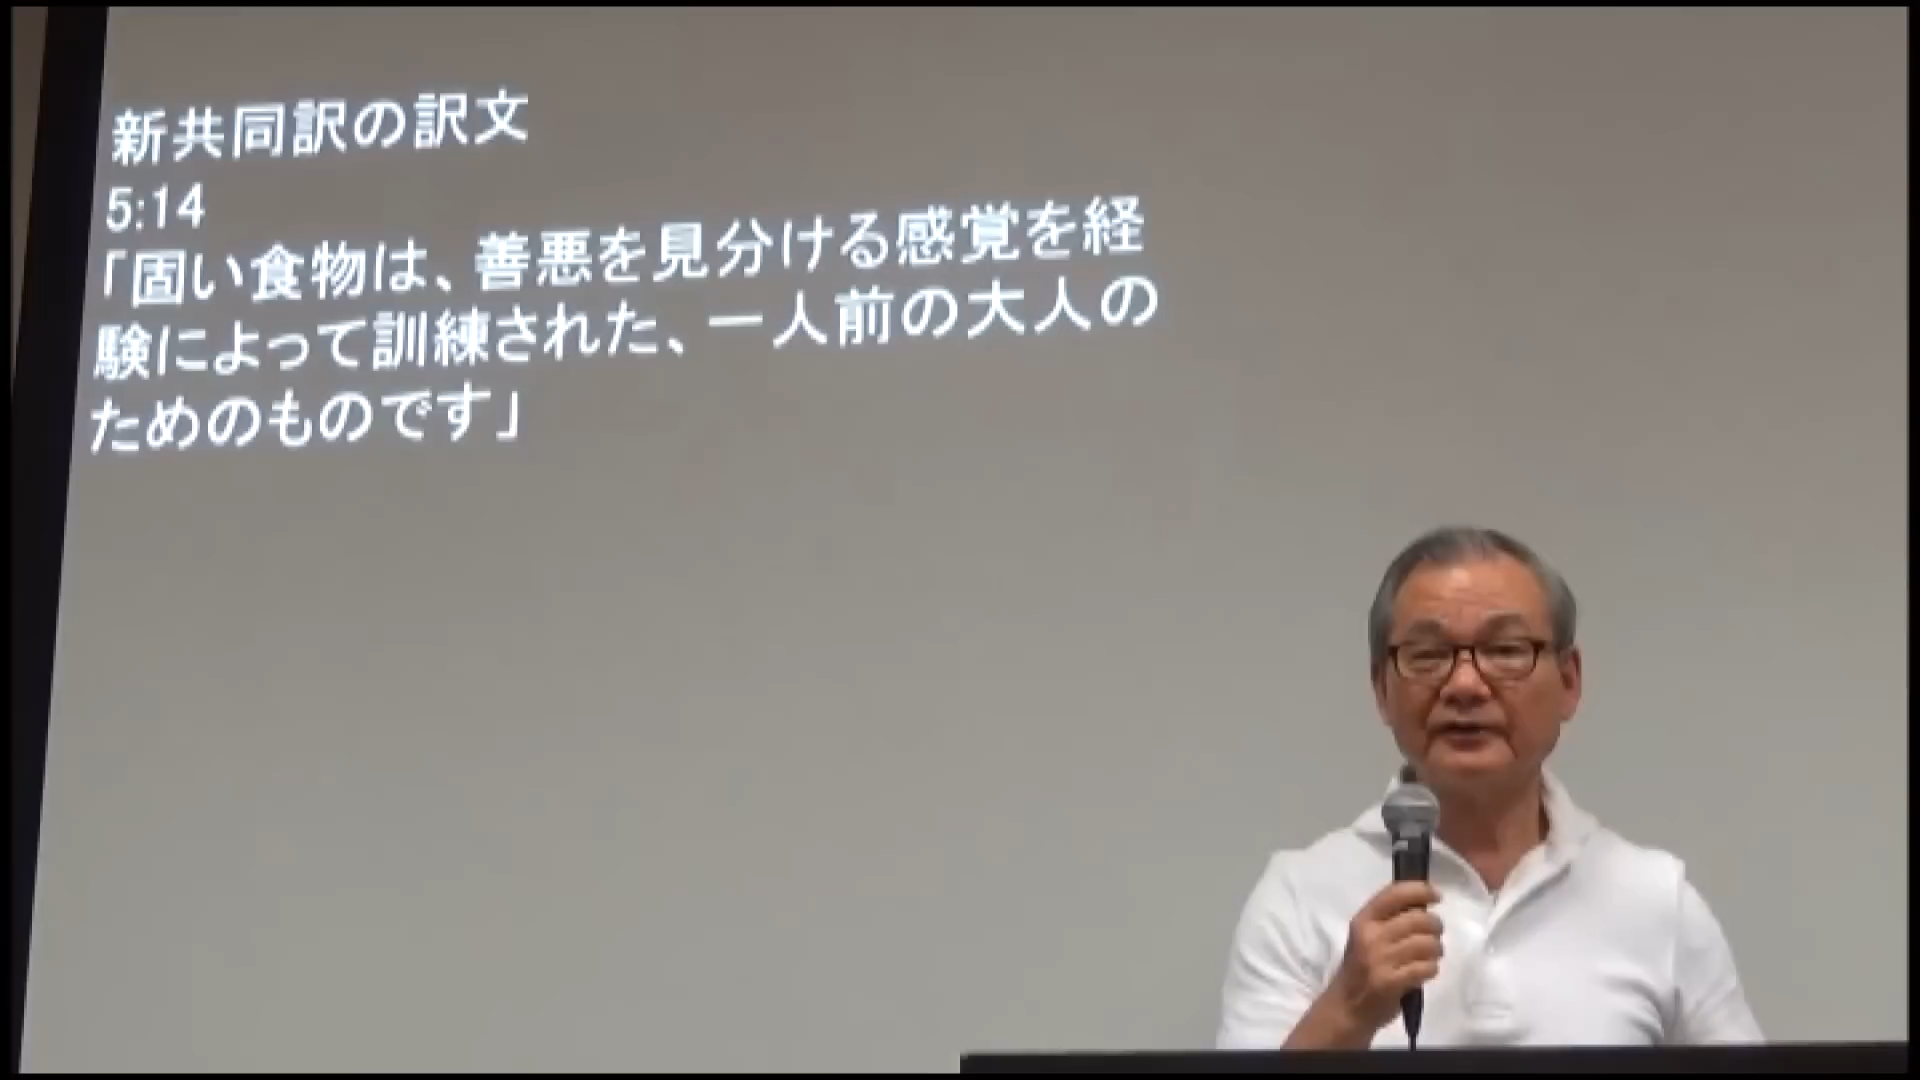 新共同訳の訳文
5:14
「固い食物は、善悪を見分ける感覚を経
験によって訓練された、一人前の大人の
ためのものです」